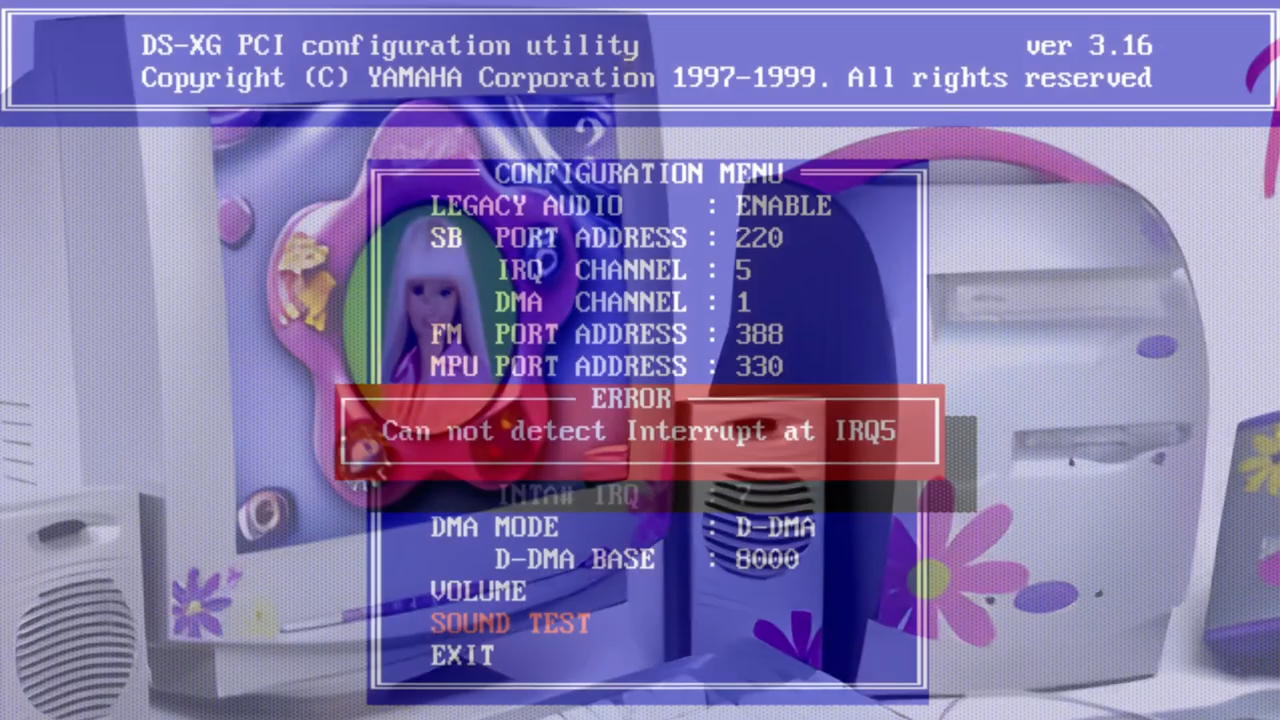 DS-XG PCI configuration utility ver 3.16
Copyright (C) YAMAHA Corporation 1997-1999. All rights reserved
CONFIGURATION MENU
LEGACY AUDIO : ENABLE
SB PORT ADDRESS : 220
IRQ CHANNEL : 5
DMA CHANNEL : 1
FM PORT ADDRESS : 388
MPU PORT ADDRESS : 330
ERROR
Can not detect Interrupt at IRQ5
INTA# IRQ : 7
DMA MODE : D-DMA
D-DMA BASE : 8000
VOLUME
SOUND TEST
EXIT